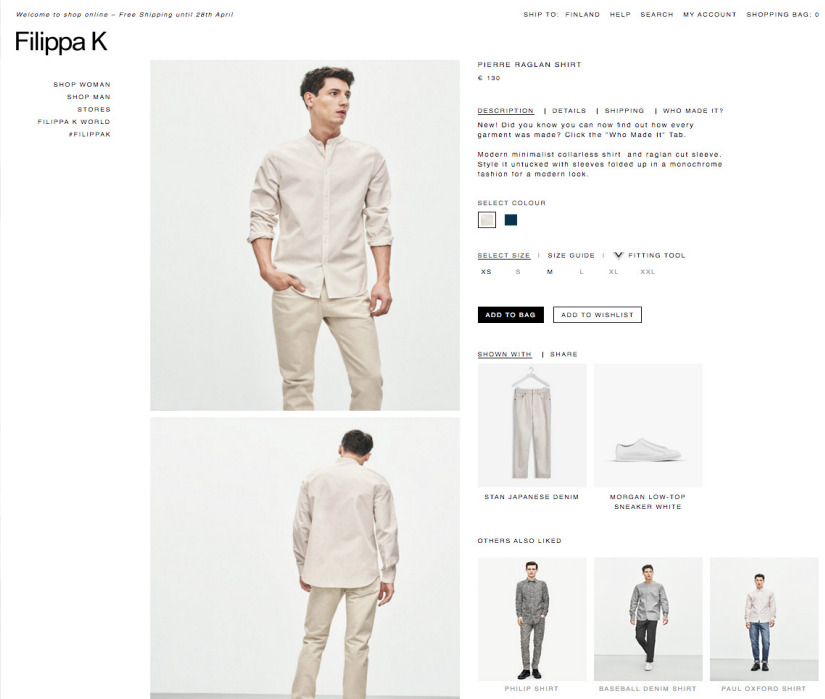 Welcome to shop online – Free Shipping until 28th April
SHIP TO: FINLAND HELP SEARCH MY ACCOUNT SHOPPING BAG: 0
Filippa K
SHOP WOMAN
SHOP MAN
STORES
FILIPPA K WORLD
#FILIPPAK
PIERRE RAGLAN SHIRT
€ 130
DESCRIPTION | DETAILS | SHIPPING | WHO MADE IT?
New! Did you know you can now find out how every
garment was made? Click the "Who Made It" Tab.
Modern minimalist collarless shirt and raglan cut sleeve.
Style it untucked with sleeves folded up in a monochrome
fashion for a modern look.
SELECT COLOUR
SELECT SIZE | SIZE GUIDE | FITTING TOOL
XS S M L XL XXL
ADD TO BAG ADD TO WISHLIST
SHOWN WITH | SHARE
STAN JAPANESE DENIM
MORGAN LOW-TOP
SNEAKER WHITE
OTHERS ALSO LIKED
PHILIP SHIRT
BASEBALL DENIM SHIRT
PAUL OXFORD SHIRT